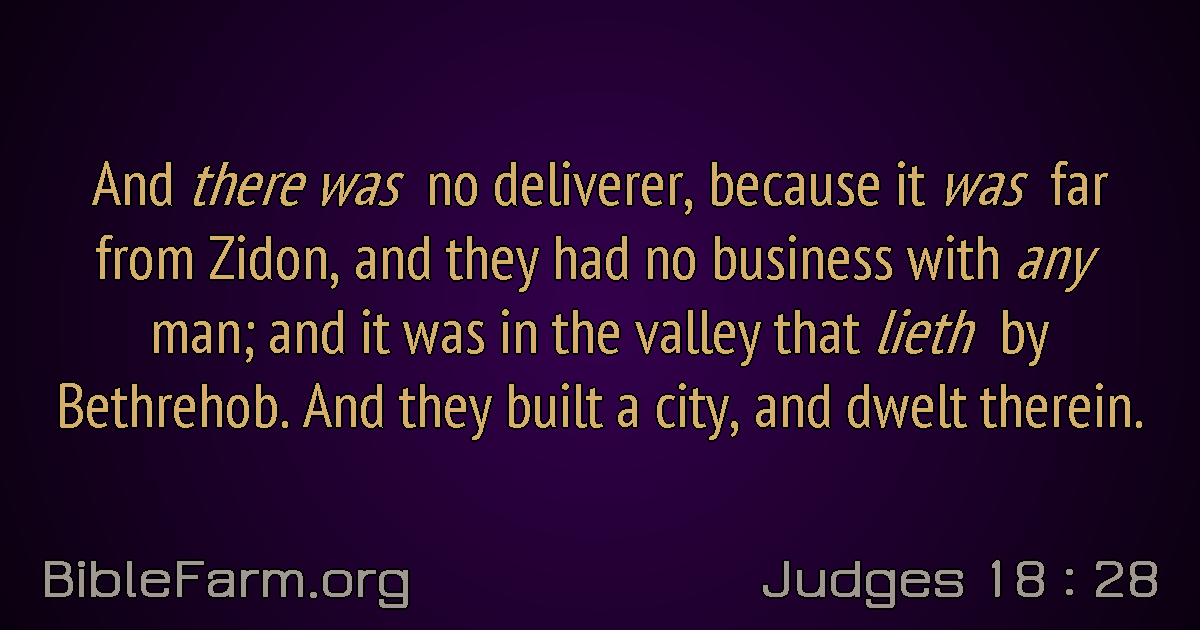 And there was no deliverer, because it was far
from Zidon, and they had no business with any
man; and it was in the valley that lieth by
Bethrehob. And they built a city, and dwelt therein.
BibleFarm.org
Judges 18 : 28